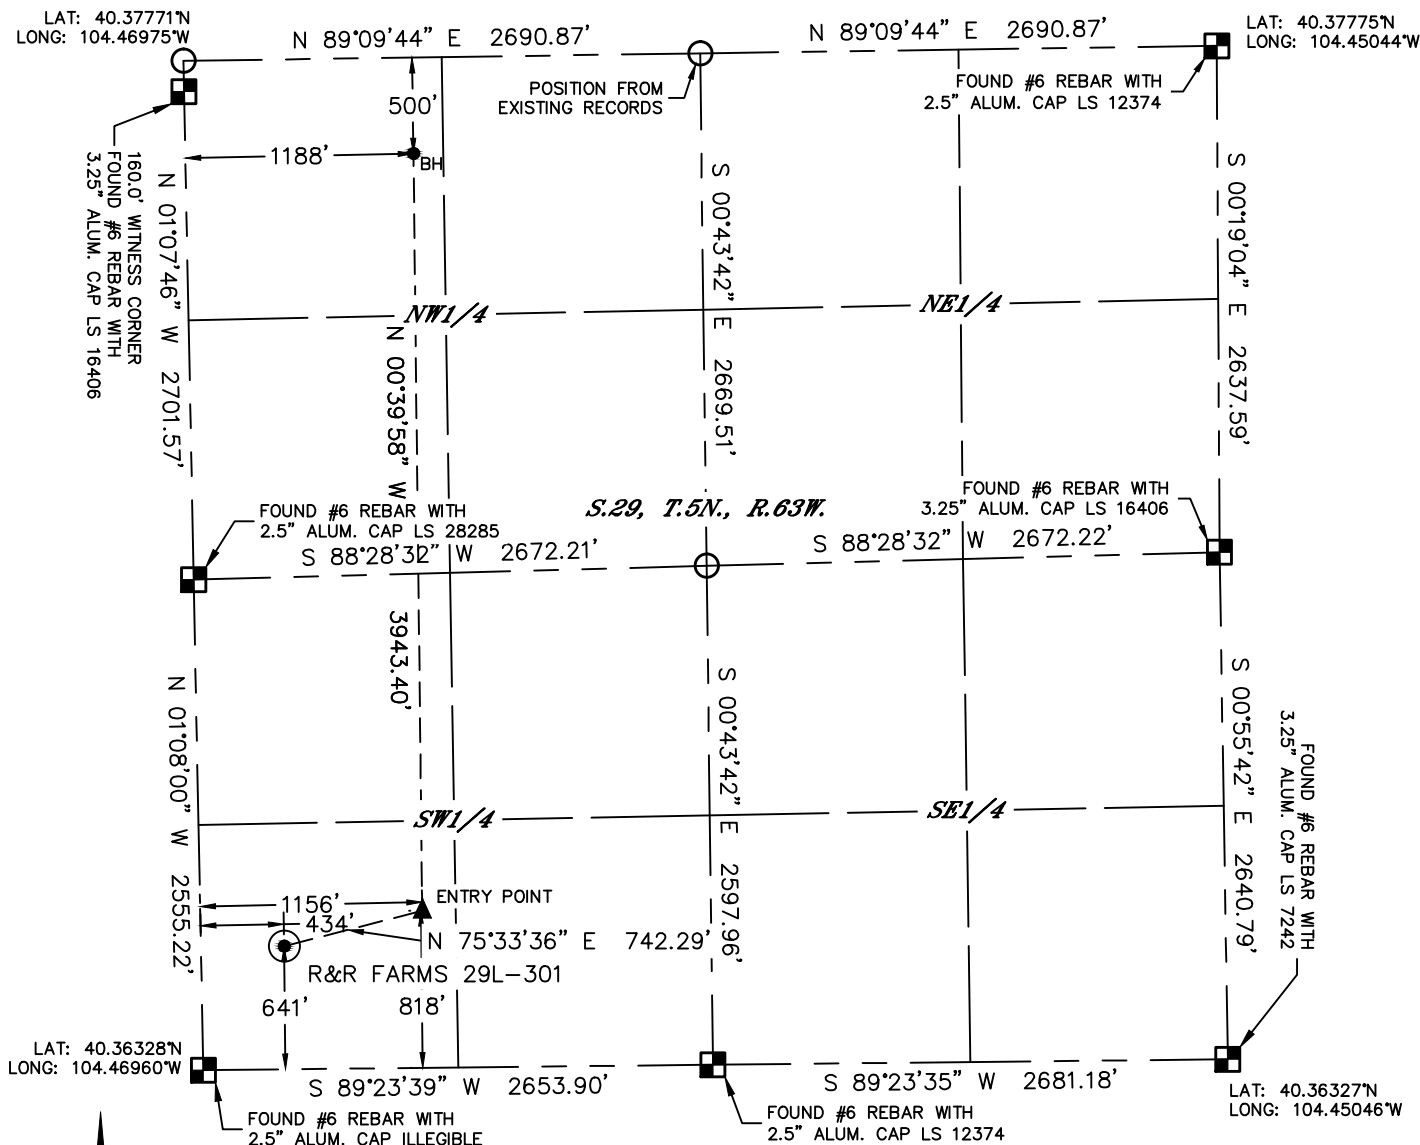 LAT: 40.37771°N
LONG: 104.46975°W
N 89°09'44" E 2690.87'
N 89°09'44" E 2690.87'
LAT: 40.37775°N
LONG: 104.45044°W
POSITION FROM
EXISTING RECORDS
FOUND #6 REBAR WITH
2.5" ALUM. CAP LS 12374
500'
1188'
BH
160.0' WITNESS CORNER
FOUND #6 REBAR WITH
3.25" ALUM. CAP LS 16406
N 01°07'46" W 2701.57'
S 00°43'42" E 2669.51'
S 00°19'04" E 2637.59'
NW1/4
NE1/4
N 00°39'58" W 3943.40'
S.29, T.5N., R.63W.
FOUND #6 REBAR WITH
2.5" ALUM. CAP LS 28285
FOUND #6 REBAR WITH
3.25" ALUM. CAP LS 16406
S 88°28'32" W 2672.21'
S 88°28'32" W 2672.22'
N 01°08'00" W 2555.22'
S 00°43'42" E 2597.96'
S 00°55'42" E 2640.79'
FOUND #6 REBAR WITH
3.25" ALUM. CAP LS 7242
SW1/4
SE1/4
1156'
ENTRY POINT
434'
N 75°33'36" E 742.29'
R&R FARMS 29L-301
641'
818'
LAT: 40.36328°N
LONG: 104.46960°W
S 89°23'39" W 2653.90'
S 89°23'35" W 2681.18'
LAT: 40.36327°N
LONG: 104.45046°W
FOUND #6 REBAR WITH
2.5" ALUM. CAP ILLEGIBLE
FOUND #6 REBAR WITH
2.5" ALUM. CAP LS 12374